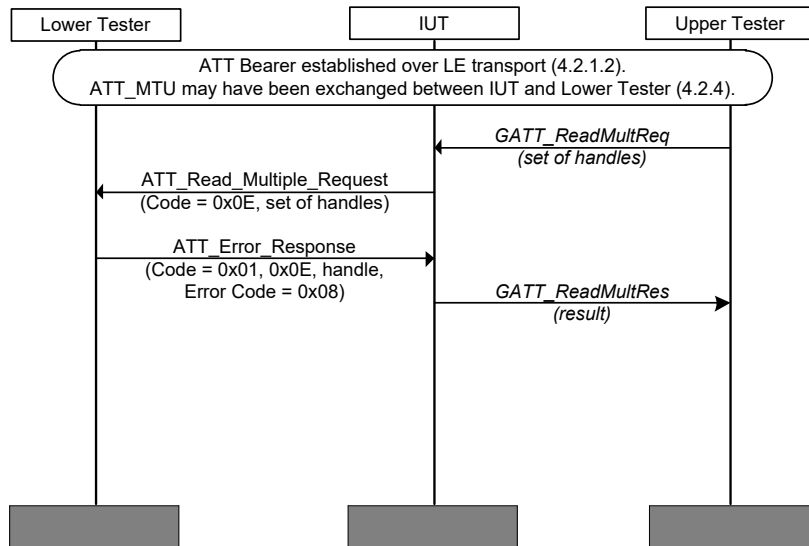 Lower Tester
IUT
Upper Tester
ATT Bearer established over LE transport (4.2.1.2).
ATT_MTU may have been exchanged between IUT and Lower Tester (4.2.4).
GATT_ReadMultReq
(set of handles)
ATT_Read_Multiple_Request
(Code = 0x0E, set of handles)
ATT_Error_Response
(Code = 0x01, 0x0E, handle,
Error Code = 0x08)
GATT_ReadMultRes
(result)